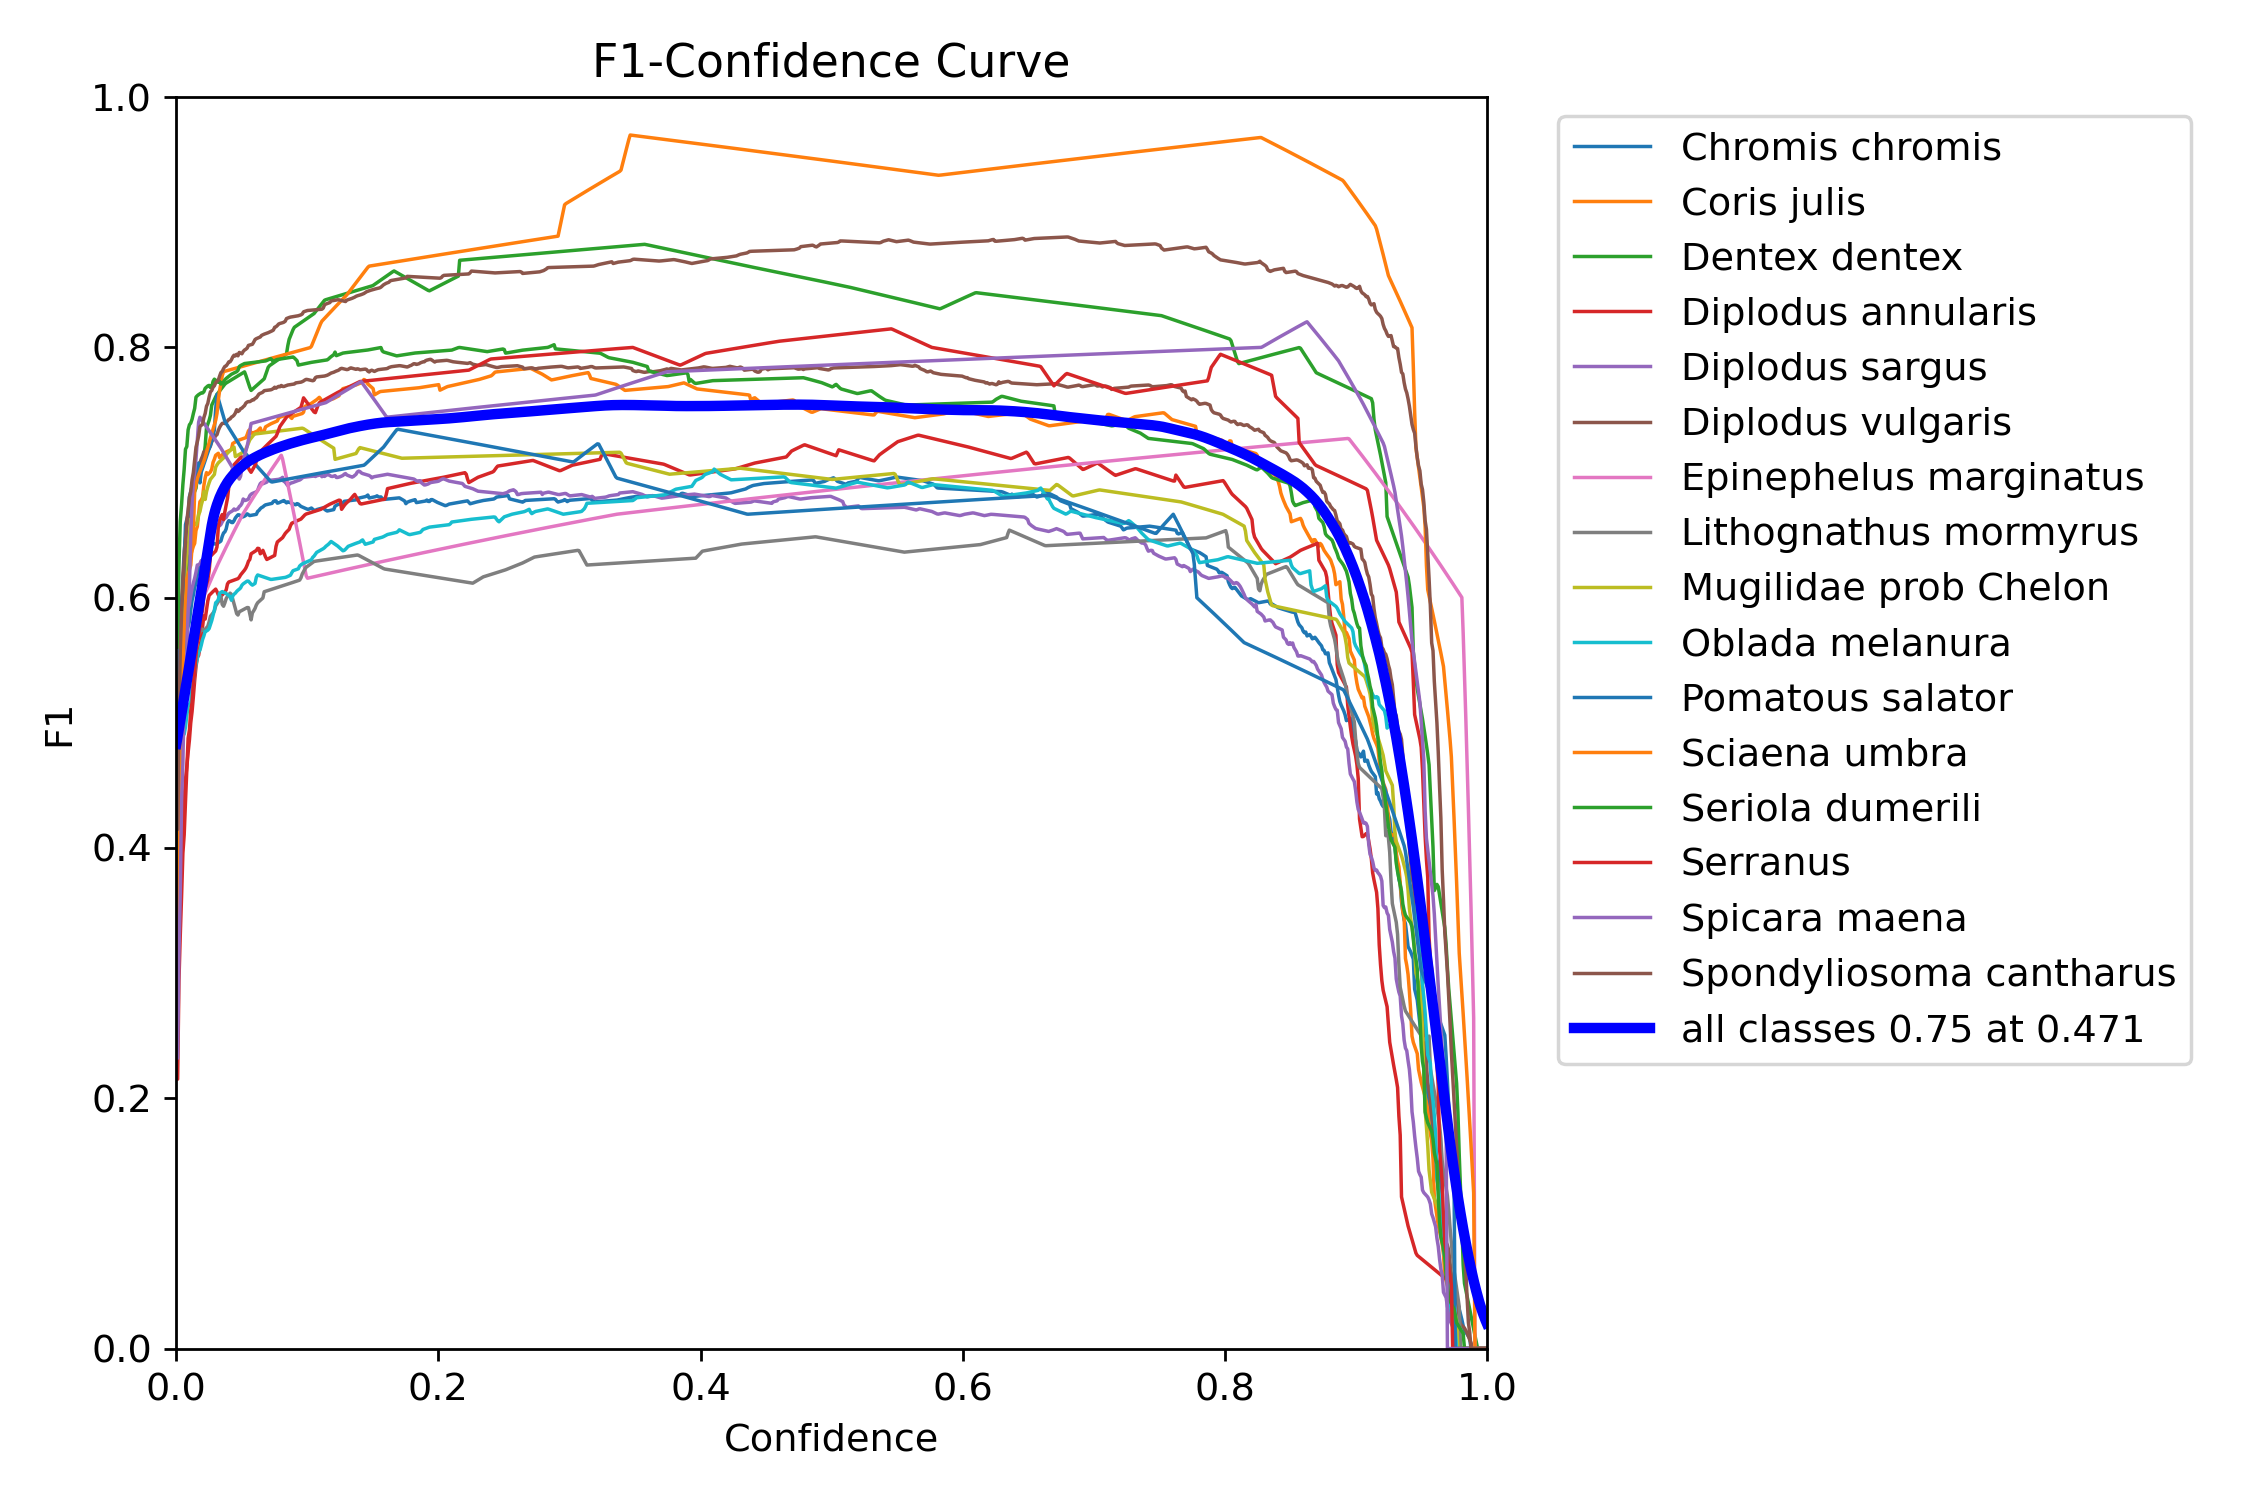 F1-Confidence Curve
1.0
0.8
0.6
0.4
0.2
0.0
F1
0.0 0.2 0.4 0.6 0.8 1.0
Confidence
Chromis chromis
Coris julis
Dentex dentex
Diplodus annularis
Diplodus sargus
Diplodus vulgaris
Epinephelus marginatus
Lithognathus mormyrus
Mugilidae prob Chelon
Oblada melanura
Pomatous salator
Sciaena umbra
Seriola dumerili
Serranus
Spicara maena
Spondyliosoma cantharus
all classes 0.75 at 0.471